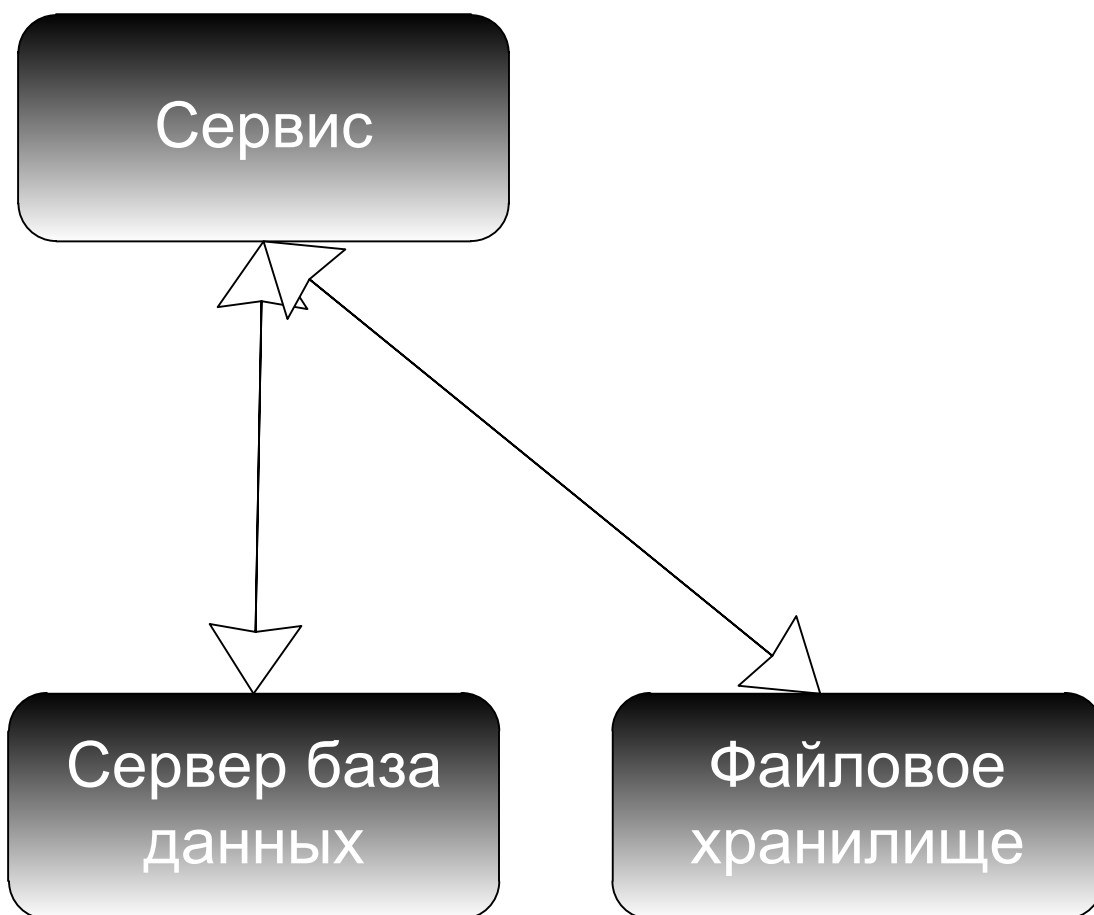 Сервис
Сервер база
данных
Файловое
хранилище